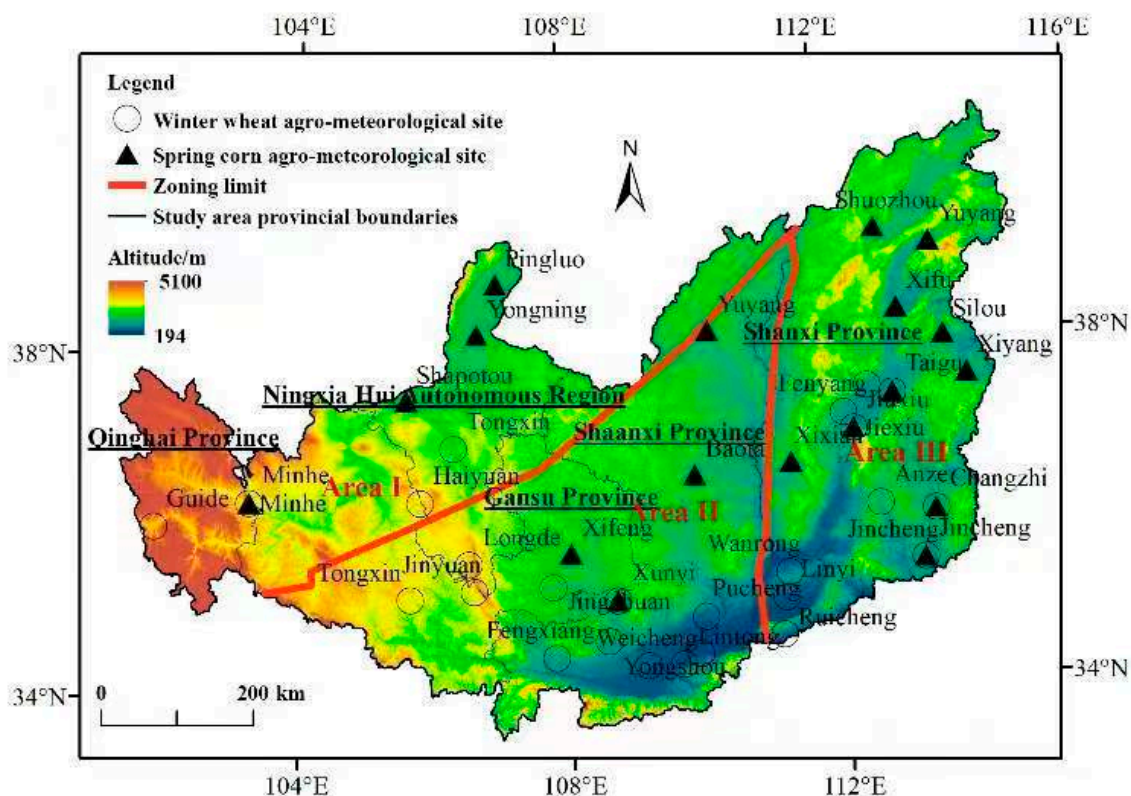 104°E 108°E 112°E 116°E
Legend
Winter wheat agro-meteorological site
Spring corn agro-meteorological site
Zoning limit
Study area provincial boundaries
Altitude/m
5100
194
N
Shuozhou
Yuyang
Pingluo
Xifu
Yongning
Yuyang
Silou
38°N
Shanxi Province
38°N
Xiyang
Taigu
Shapotou
Fenyang
Ningxia Hui Autonomous Region
Jiaxiu
Tongxin
Qinghai Province
Shaanxi Province
Xixian
Jiexiu
Baota
Area III
Minhe
Haiyuan
Anze
Changzhi
Area I
Guide
Minhe
Gansu Province
Area II
Xifeng
Jincheng
Jincheng
Longde
Wanrong
Tongxin
Jinyuan
Xunyi
Linyi
Pucheng
Jingchuan
Ruicheng
Fengxiang
Weicheng
Lintong
Yongshou
34°N
34°N
0 200 km
104°E 108°E 112°E